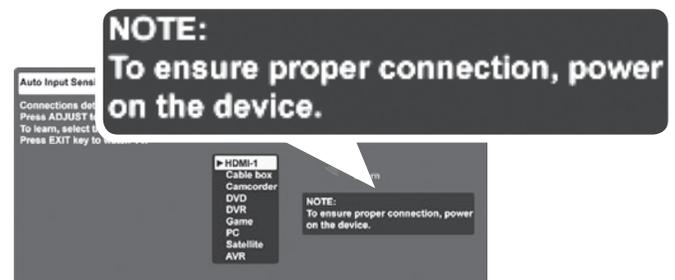 NOTE:
To ensure proper connection, power
on the device.
Auto Input Sensi
Connections det
Press ADJUST t
To learn, select t
Press EXIT key to
HDMI-1
Cable box
Camcorder
DVD
DVR
Game
PC
Satellite
AVR
NOTE:
To ensure proper connection, power
on the device.